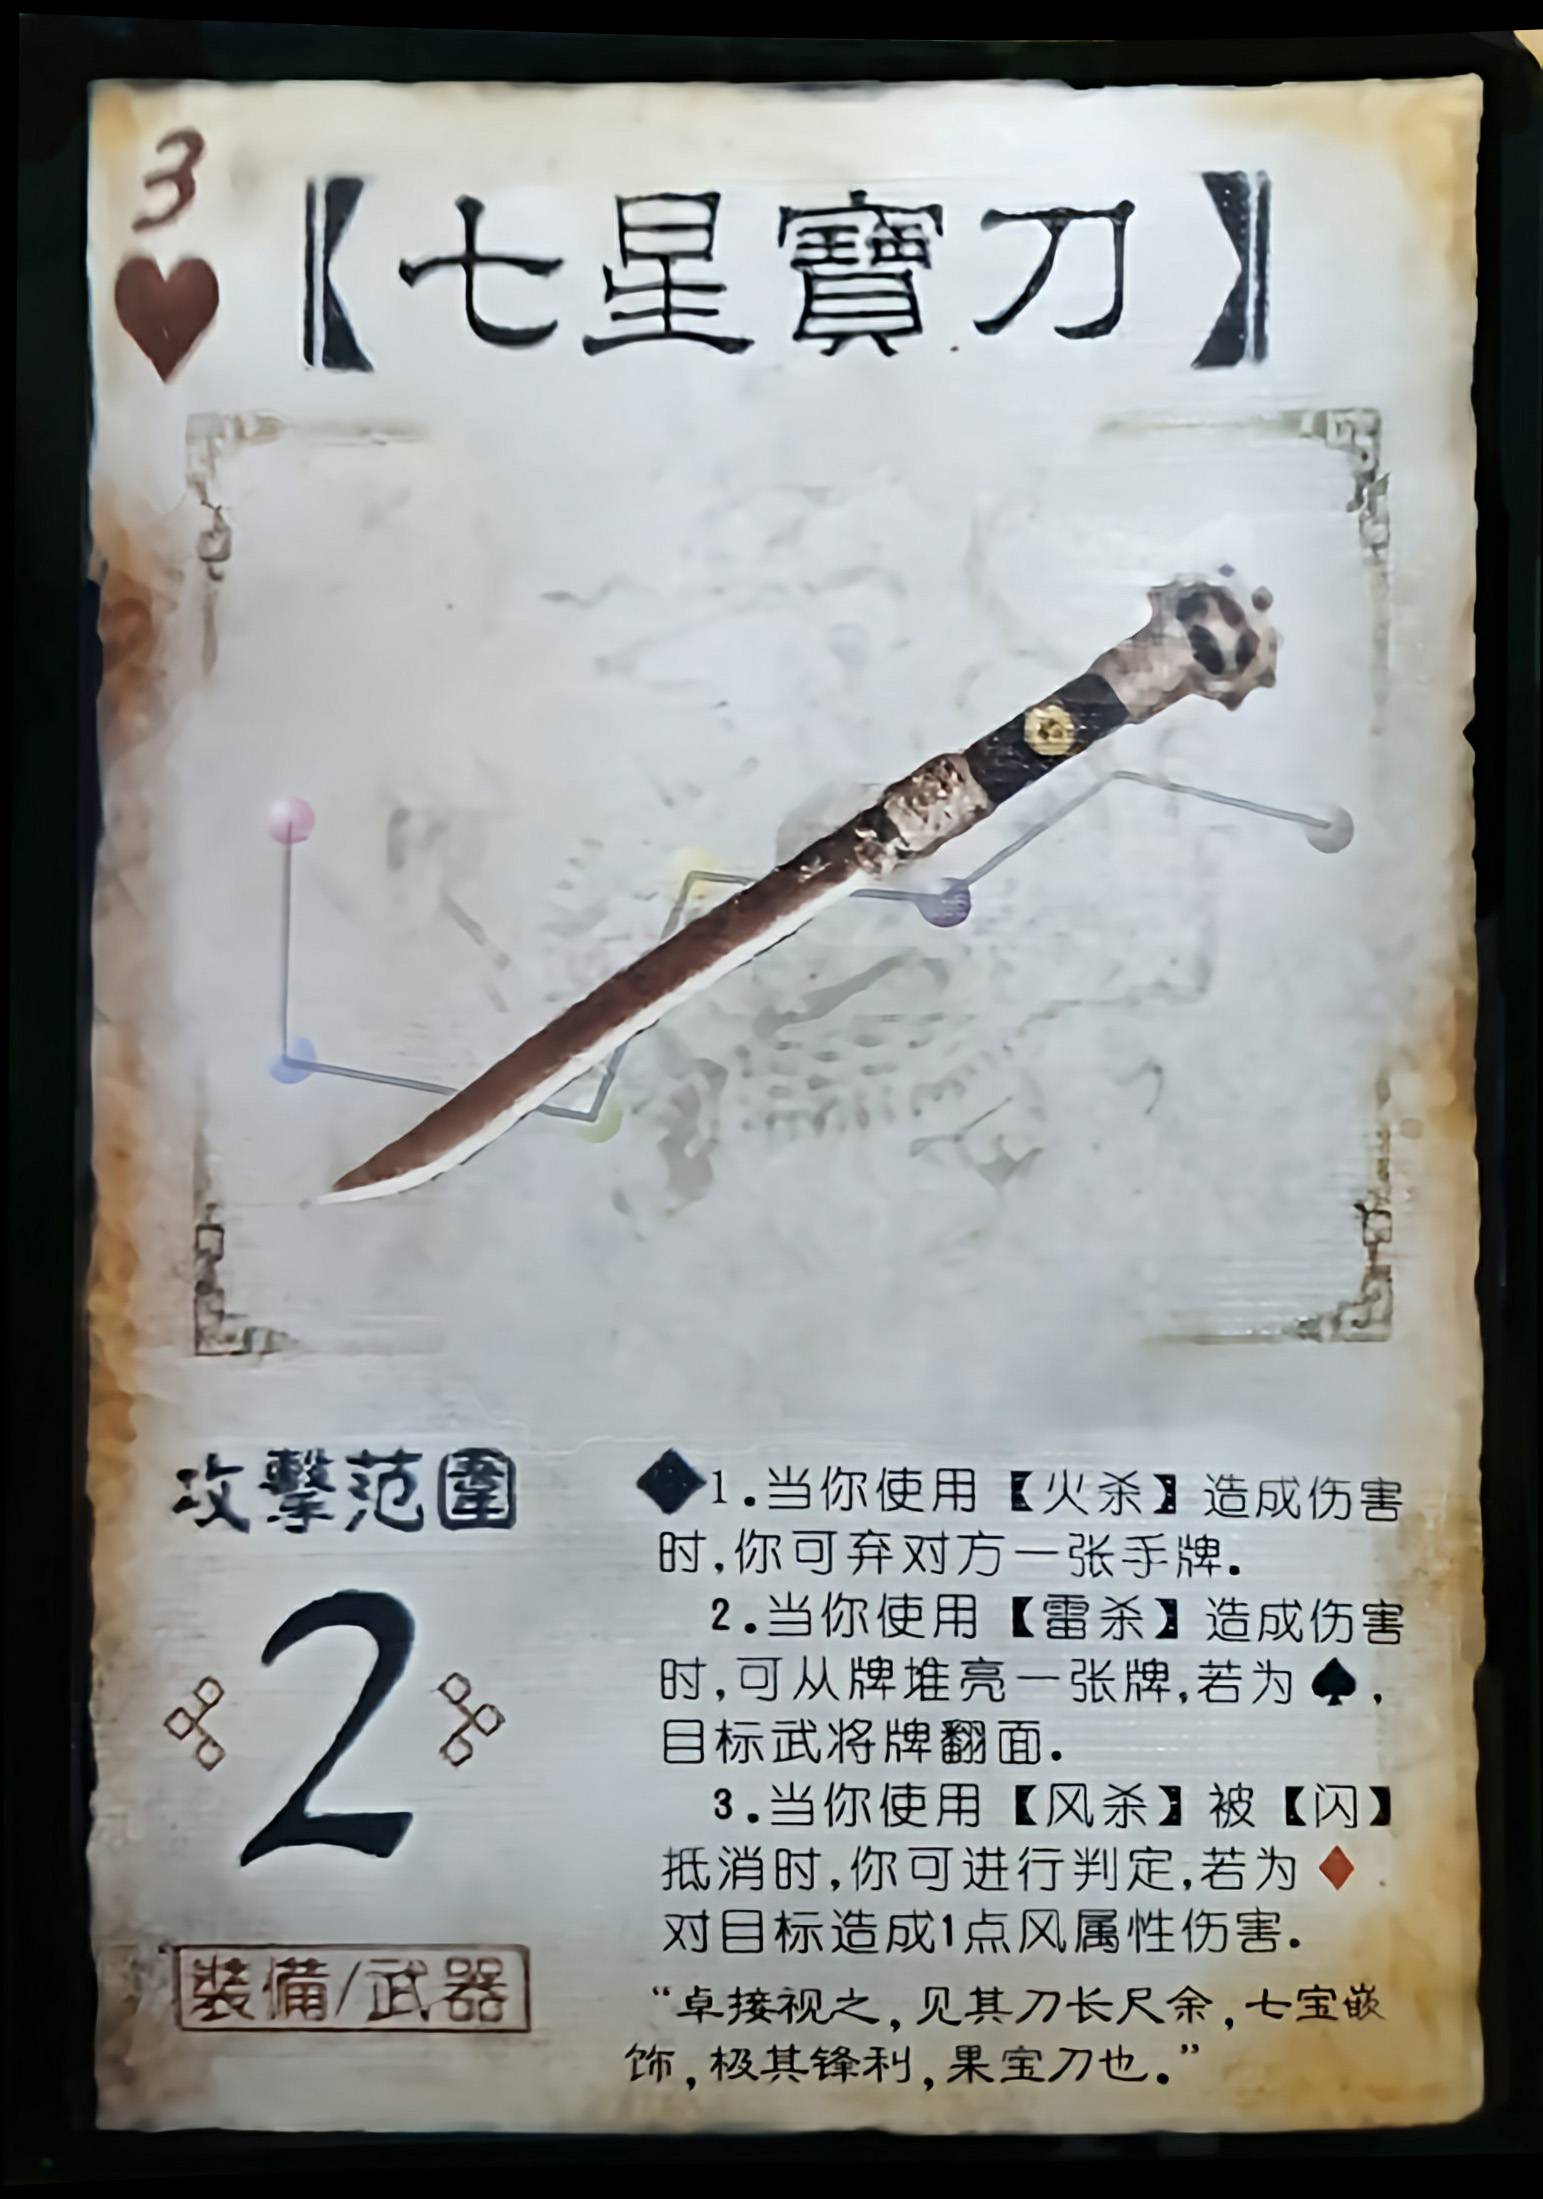 3
【七星寶刀】
攻擊范圍
2
裝備/武器
◆1.当你使用【火杀】造成伤害
时,你可弃对方一张手牌.
2.当你使用【雷杀】造成伤害
时,可从牌堆亮一张牌,若为♠,
目标武将牌翻面.
3.当你使用【风杀】被【闪】
抵消时,你可进行判定,若为♦.
对目标造成1点风属性伤害.
“卓接视之,见其刀长尺余,七宝嵌
饰,极其锋利,果宝刀也.”